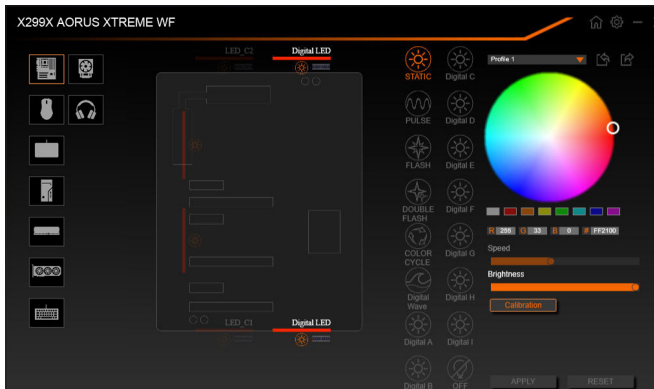 X299X AORUS XTREME WF
LED_C2
Digital LED
STATIC
Digital C
Profile 1
PULSE
Digital D
FLASH
Digital E
DOUBLE
FLASH
Digital F
R 255 G 33 B 0 # FF2100
COLOR
CYCLE
Digital G
Speed
Brightness
Digital
Wave
Digital H
Calibration
LED_C1
Digital LED
Digital A
Digital I
Digital B
OFF
APPLY
RESET